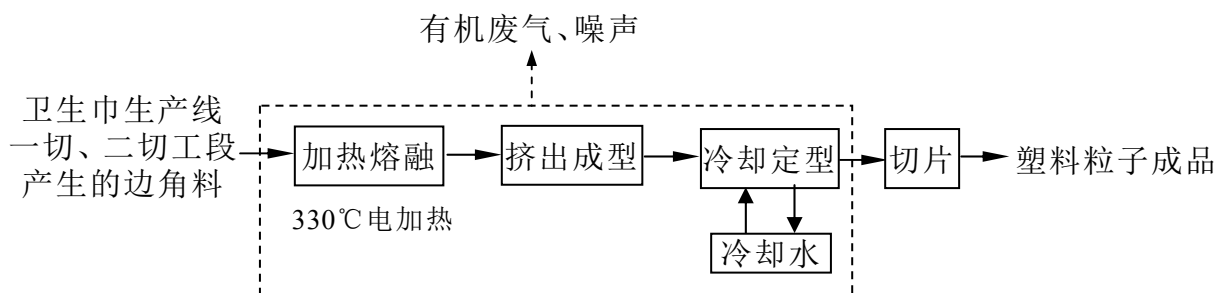 有机废气、噪声
卫生巾生产线
一切、二切工段
产生的边角料
加热熔融
挤出成型
冷却定型
切片
塑料粒子成品
330℃电加热
冷却水